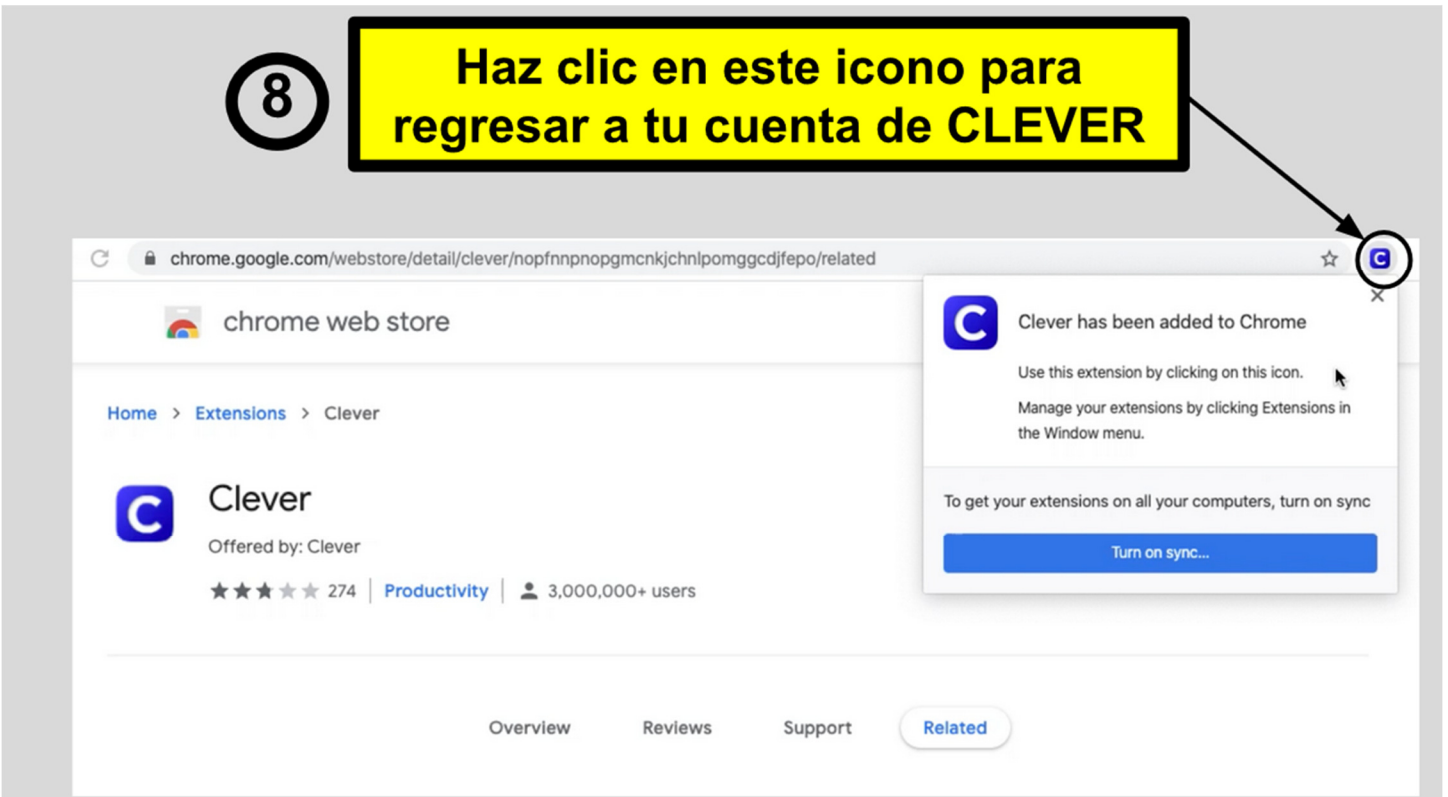 8
Haz clic en este icono para
regresar a tu cuenta de CLEVER
chrome.google.com/webstore/detail/clever/nopfnnpnopgmcnkjchnlpomggcdjfepo/related
C
chrome web store
C
Clever has been added to Chrome
Use this extension by clicking on this icon.
Manage your extensions by clicking Extensions in
the Window menu.
To get your extensions on all your computers, turn on sync
Turn on sync...
Home > Extensions > Clever
C
Clever
Offered by: Clever
274 | Productivity | 3,000,000+ users
Overview Reviews Support Related